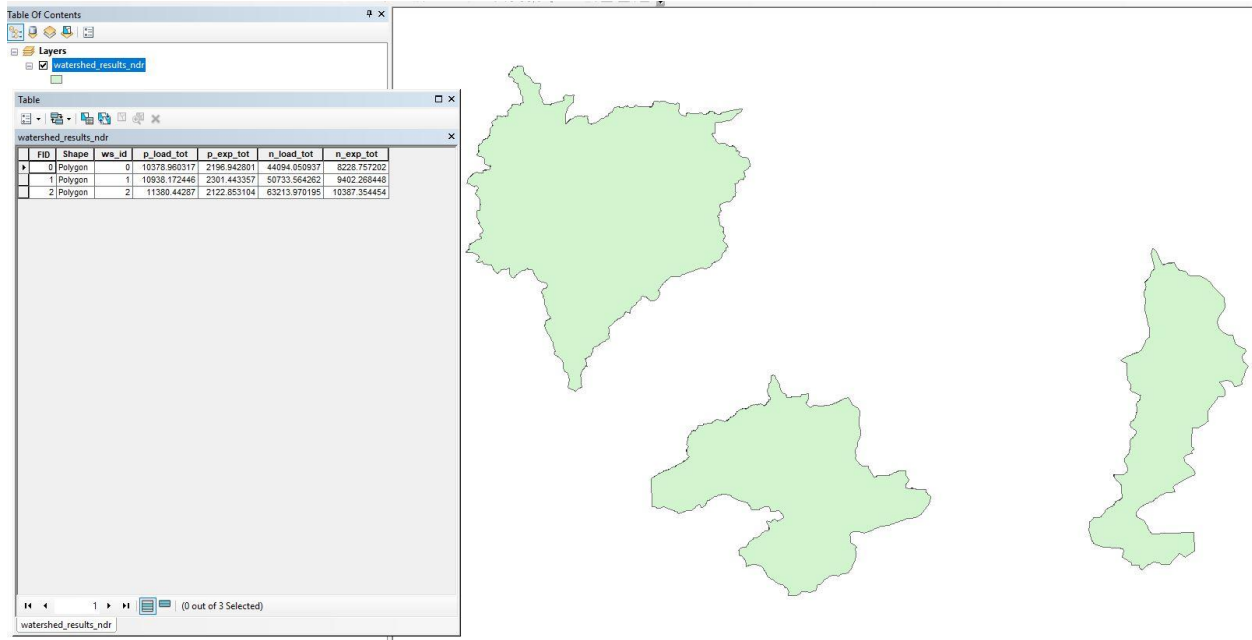 Table Of Contents
Layers
watershed_results_ndr
Table
watershed_results_ndr
FID Shape ws_id p_load_tot p_exp_tot n_load_tot n_exp_tot
0 Polygon 0 10378.960317 2196.942801 44094.050937 8228.757202
1 Polygon 1 10938.172446 2301.443357 50733.564262 9402.268448
2 Polygon 2 11380.44287 2122.853104 63213.970195 10387.354454
1 (0 out of 3 Selected)
watershed_results_ndr